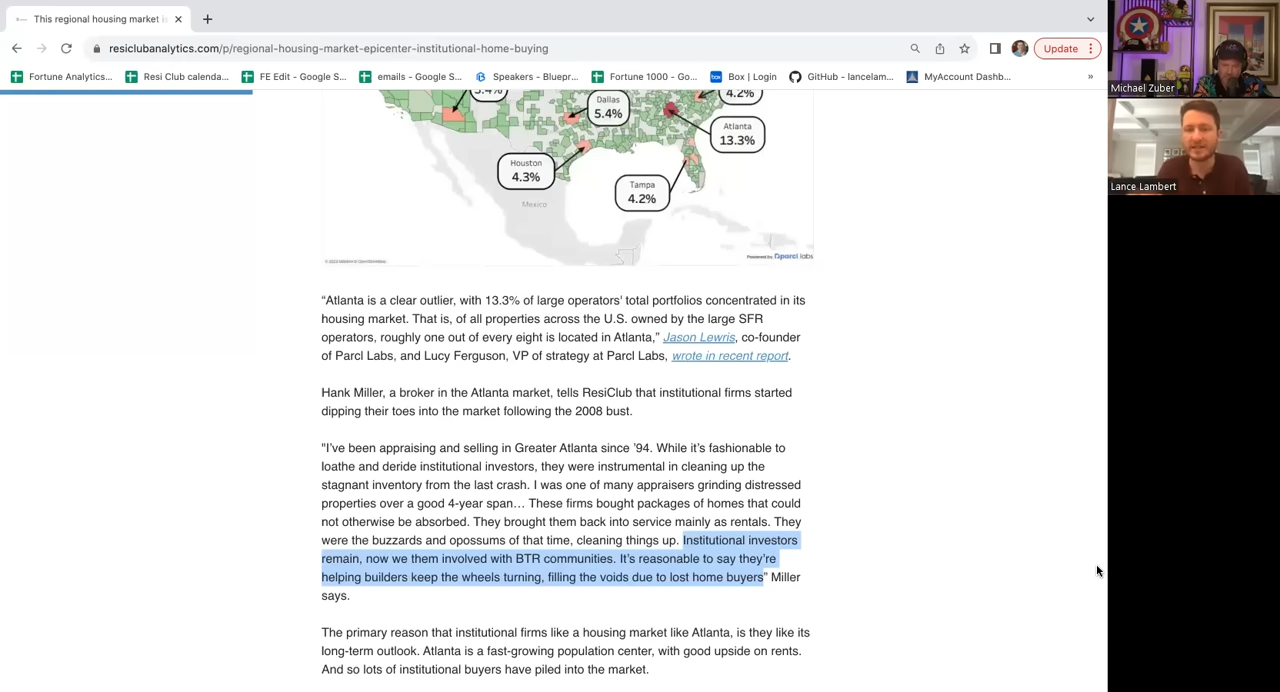 This regional housing market i
resiclubanalytics.com/p/regional-housing-market-epicenter-institutional-home-buying
Update
Fortune Analytics...
Resi Club calenda...
FE Edit - Google S...
emails - Google S...
Speakers - Bluepr...
Fortune 1000 - Go...
Box | Login
GitHub - lancelam...
MyAccount Dashb...
»
Michael Zuber
Lance Lambert
3.4%
Dallas
5.4%
4.2%
Atlanta
13.3%
Houston
4.3%
Tampa
4.2%
Mexico
Powered by Parcl labs
“Atlanta is a clear outlier, with 13.3% of large operators’ total portfolios concentrated in its
housing market. That is, of all properties across the U.S. owned by the large SFR
operators, roughly one out of every eight is located in Atlanta,” Jason Lewris, co-founder
of Parcl Labs, and Lucy Ferguson, VP of strategy at Parcl Labs, wrote in recent report.
Hank Miller, a broker in the Atlanta market, tells ResiClub that institutional firms started
dipping their toes into the market following the 2008 bust.
"I’ve been appraising and selling in Greater Atlanta since ’94. While it’s fashionable to
loathe and deride institutional investors, they were instrumental in cleaning up the
stagnant inventory from the last crash. I was one of many appraisers grinding distressed
properties over a good 4-year span… These firms bought packages of homes that could
not otherwise be absorbed. They brought them back into service mainly as rentals. They
were the buzzards and opossums of that time, cleaning things up. Institutional investors
remain, now we them involved with BTR communities. It’s reasonable to say they’re
helping builders keep the wheels turning, filling the voids due to lost home buyers” Miller
says.
The primary reason that institutional firms like a housing market like Atlanta, is they like its
long-term outlook. Atlanta is a fast-growing population center, with good upside on rents.
And so lots of institutional buyers have piled into the market.